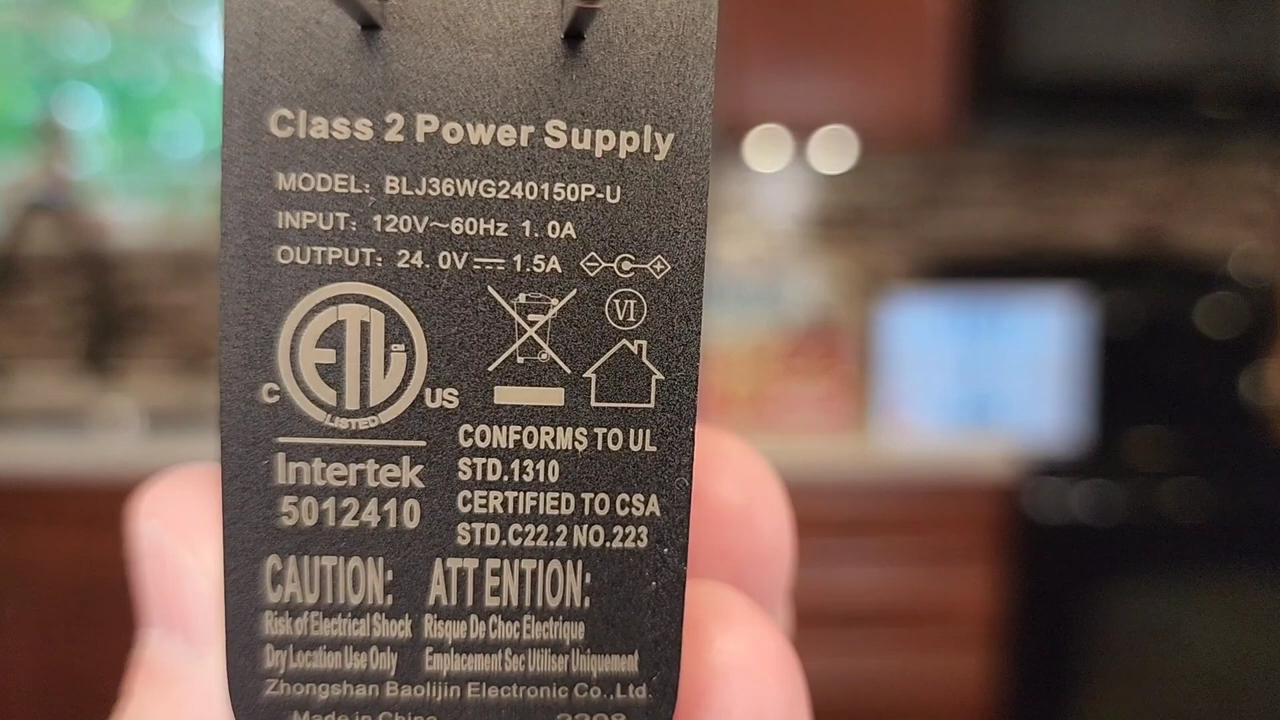 Class 2 Power Supply
MODEL: BLJ36WG240150P-U
INPUT: 120V~60Hz 1.0A
OUTPUT: 24.0V⎓1.5A
VI
ETL
C US
LISTED
Intertek
5012410
CONFORMS TO UL
STD.1310
CERTIFIED TO CSA
STD.C22.2 NO.223
CAUTION: ATTENTION:
Risk of Electrical Shock Risque De Choc Electrique
Dry Location Use Only Emplacement Sec Utiliser Uniquement
Zhongshan Baolijin Electronic Co.,Ltd.
Made in China